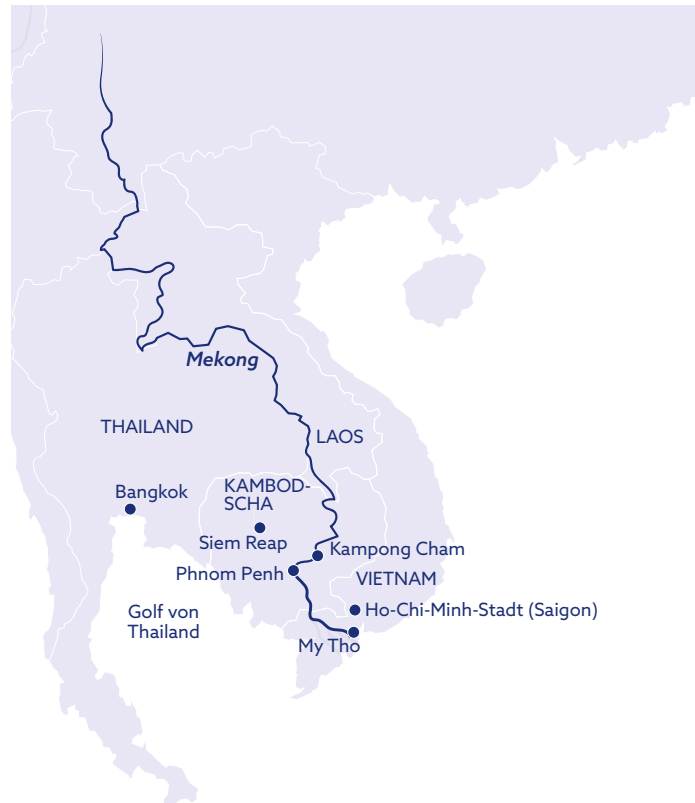 Mekong
THAILAND
LAOS
KAMBOD-
SCHA
Bangkok
Siem Reap
Kampong Cham
Phnom Penh
VIETNAM
Golf von
Thailand
Ho-Chi-Minh-Stadt (Saigon)
My Tho